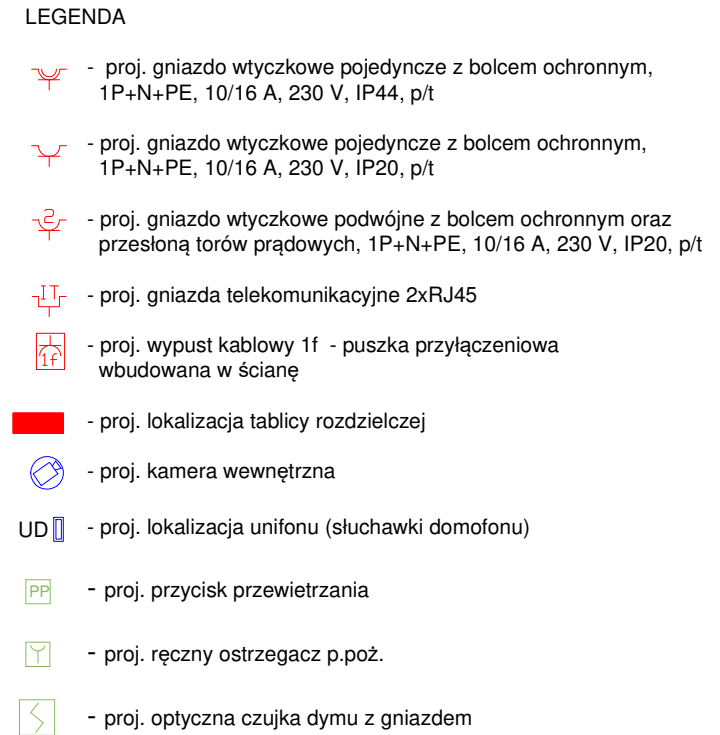 LEGENDA
- proj. gniazdo wtyczkowe pojedyncze z bolcem ochronnym,
1P+N+PE, 10/16 A, 230 V, IP44, p/t
- proj. gniazdo wtyczkowe pojedyncze z bolcem ochronnym,
1P+N+PE, 10/16 A, 230 V, IP20, p/t
2 - proj. gniazdo wtyczkowe podwójne z bolcem ochronnym oraz
przesłoną torów prądowych, 1P+N+PE, 10/16 A, 230 V, IP20, p/t
IT - proj. gniazda telekomunikacyjne 2xRJ45
1f - proj. wypust kablowy 1f - puszka przyłączeniowa
wbudowana w ścianę
- proj. lokalizacja tablicy rozdzielczej
- proj. kamera wewnętrzna
UD - proj. lokalizacja unifonu (słuchawki domofonu)
PP - proj. przycisk przewietrzania
- proj. ręczny ostrzegacz p.poż.
- proj. optyczna czujka dymu z gniazdem